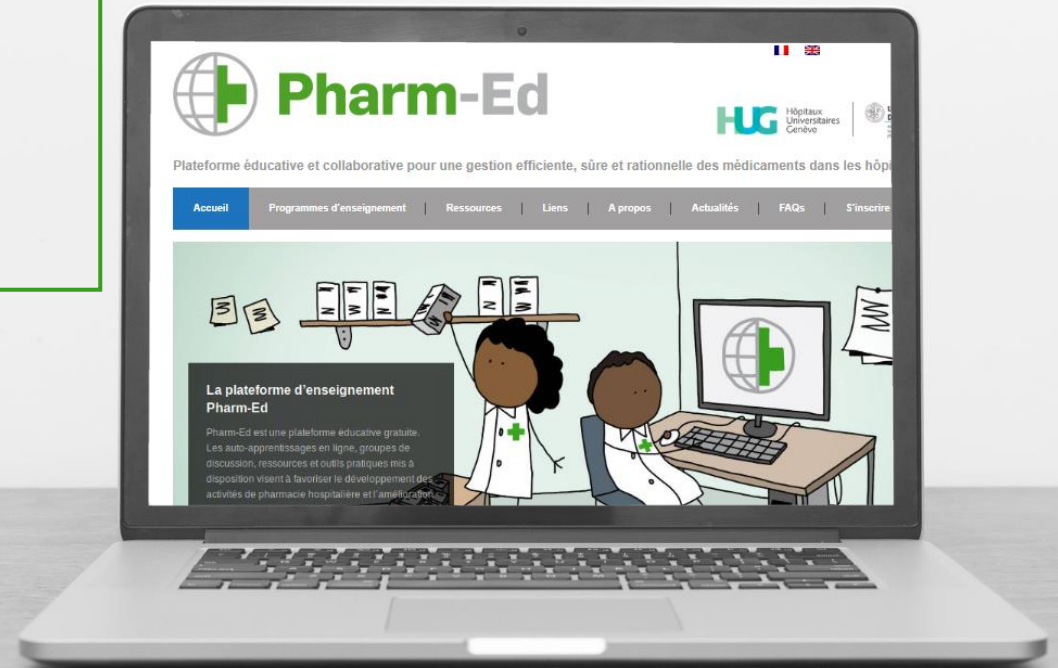 Pharm-Ed
HUG
Hôpitaux
Universitaires
Genève
Plateforme éducative et collaborative pour une gestion efficiente, sûre et rationnelle des médicaments dans les
Accueil
Programmes d'enseignement | Ressources | Liens | A propos | Actualités | FAQs | S'inscrire
La plateforme d'enseignement
Pharm-Ed
Pharm-Ed est une plateforme éducative gratuite.
Les auto-apprentissages en ligne, groupes de
discussion, ressources et outils pratiques mis à
disposition visent à favoriser le développement des
activités de pharmacie hospitalière et l'amélioration